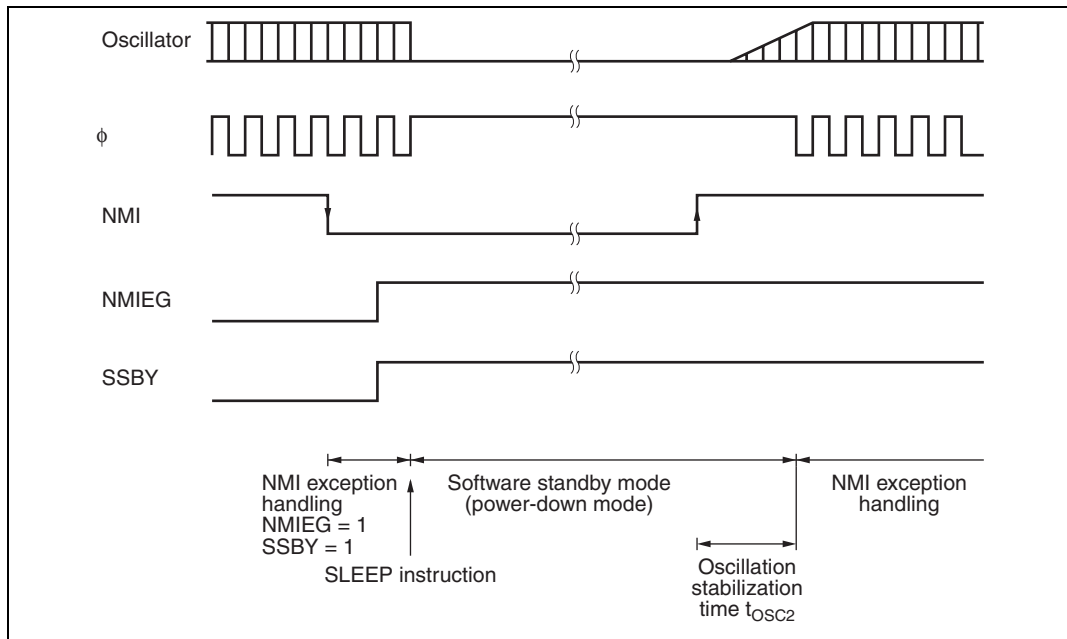 Oscillator
ϕ
NMI
NMIEG
SSBY
NMI exception
handling
NMIEG = 1
SSBY = 1
SLEEP instruction
Software standby mode
(power-down mode)
NMI exception
handling
Oscillation
stabilization
time tOSC2